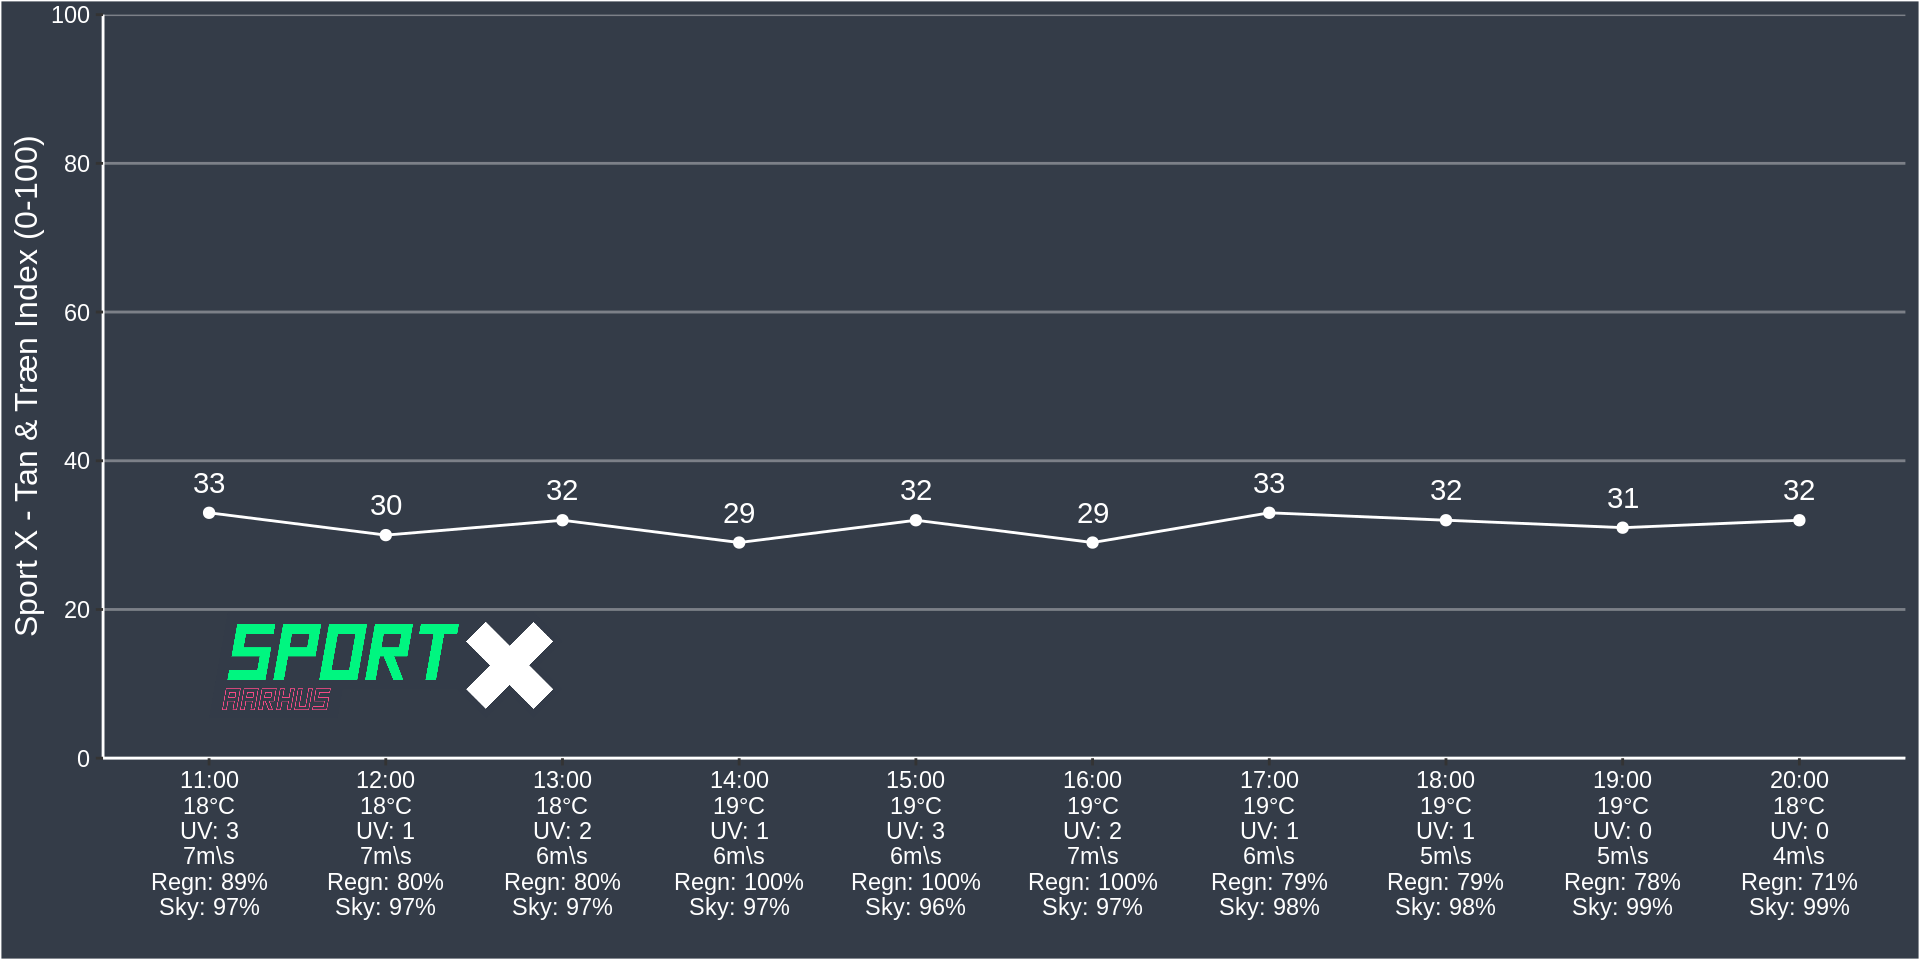 Sport X - Tan & Træn Index (0-100)
100
80
60
40
20
0
33
30
32
29
32
29
33
32
31
32
SPORT X
AARHUS
11:00 12:00 13:00 14:00 15:00 16:00 17:00 18:00 19:00 20:00
18°C 18°C 18°C 19°C 19°C 19°C 19°C 19°C 19°C 18°C
UV: 3 UV: 1 UV: 2 UV: 1 UV: 3 UV: 2 UV: 1 UV: 1 UV: 0 UV: 0
7m\s 7m\s 6m\s 6m\s 6m\s 7m\s 6m\s 5m\s 5m\s 4m\s
Regn: 89% Regn: 80% Regn: 80% Regn: 100% Regn: 100% Regn: 100% Regn: 79% Regn: 79% Regn: 78% Regn: 71%
Sky: 97% Sky: 97% Sky: 97% Sky: 97% Sky: 96% Sky: 97% Sky: 98% Sky: 98% Sky: 99% Sky: 99%